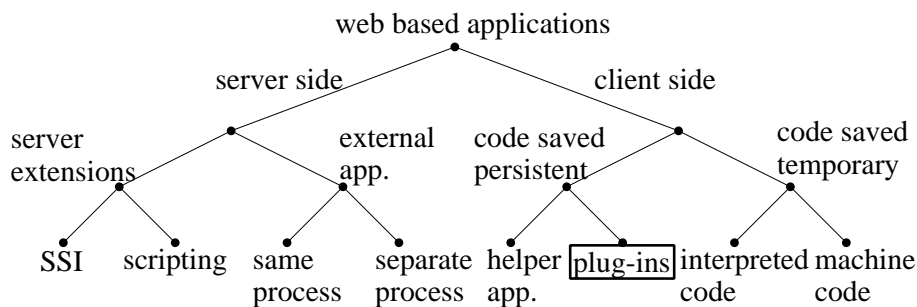 web based applications
server side
client side
server
extensions
external
app.
code saved
persistent
code saved
temporary
SSI
scripting
same
process
separate
process
helper
app.
plug-ins
interpreted
code
machine
code